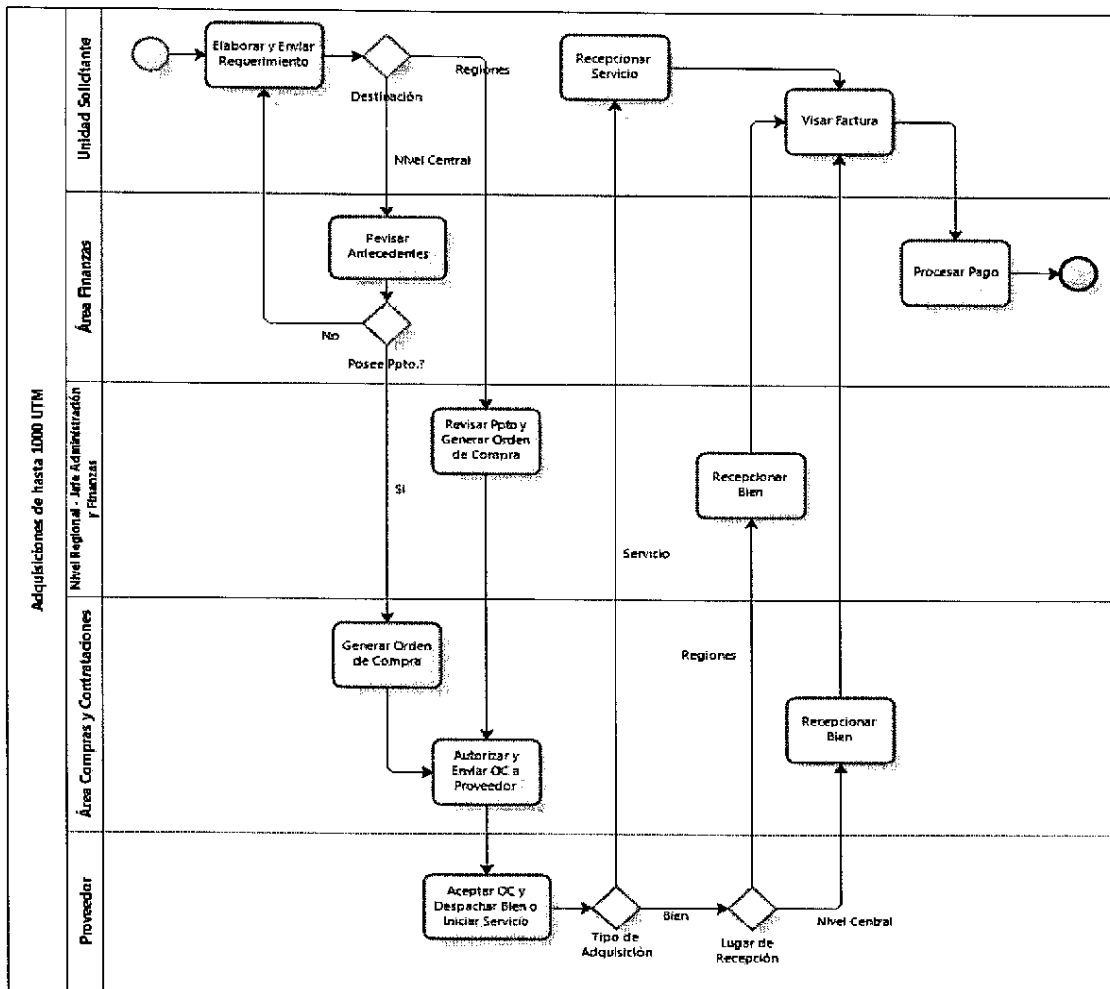 Adquisiciones de hasta 1000 UTM
Unidad Solicitante
Elaborar y Enviar
Requerimiento
Destinación
Regiones
Nivel Central
Recepcionar
Servicio
Visar Factura
Área Finanzas
Revisar
Antecedentes
No
Posee Ppto.?
Procesar Pago
Nivel Regional - Jefe Administración
y Finanzas
Revisar Ppto y
Generar Orden
de Compra
Si
Recepcionar
Bien
Servicio
Área Compras y Contrataciones
Generar Orden
de Compra
Regiones
Recepcionar
Bien
Autorizar y
Enviar OC a
Proveedor
Proveedor
Aceptar OC y
Despachar Bien o
Iniciar Servicio
Tipo de
Adquisición
Bien
Lugar de
Recepción
Nivel Central